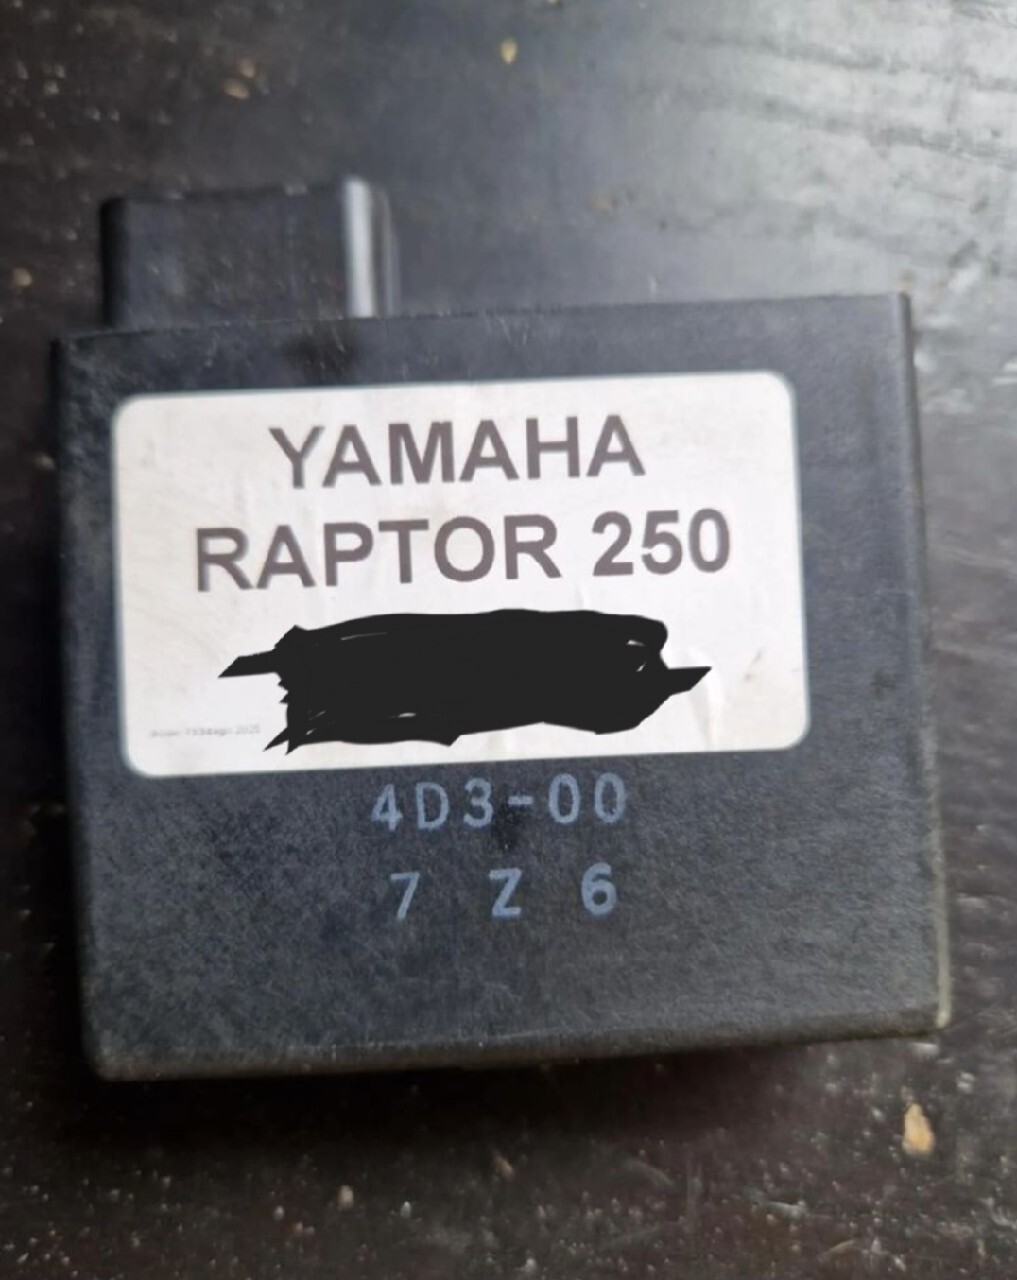 YAMAHA
RAPTOR 250
4D3-00
7 Z 6